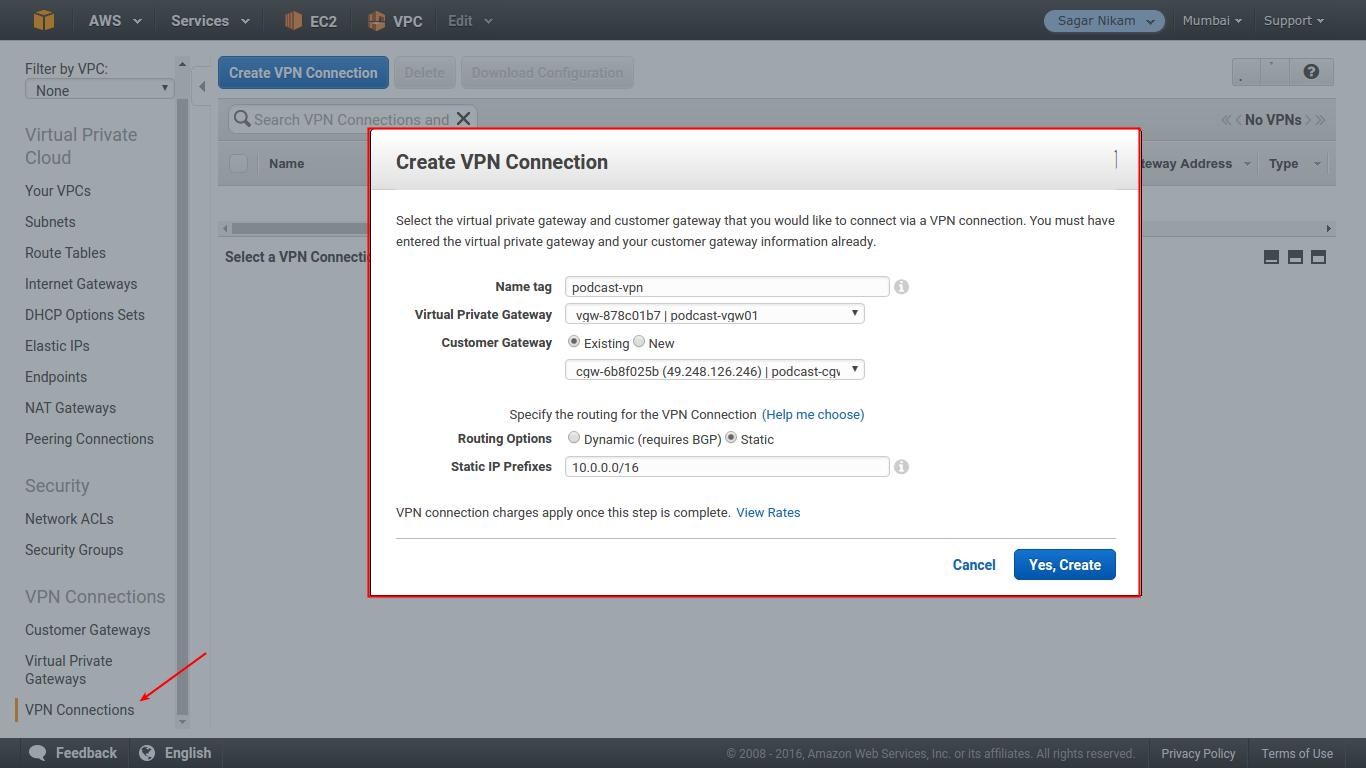 AWS Services EC2 VPC Edit Sagar Nikam Mumbai Support
Filter by VPC:
None
Virtual Private
Cloud
Your VPCs
Subnets
Route Tables
Internet Gateways
DHCP Options Sets
Elastic IPs
Endpoints
NAT Gateways
Peering Connections
Security
Network ACLs
Security Groups
VPN Connections
Customer Gateways
Virtual Private
Gateways
VPN Connections
Create VPN Connection Delete Download Configuration
Search VPN Connections and
No VPNs
Name
teway Address Type
Select a VPN Connecti
Create VPN Connection
Select the virtual private gateway and customer gateway that you would like to connect via a VPN connection. You must have
entered the virtual private gateway and your customer gateway information already.
Name tag podcast-vpn
Virtual Private Gateway vgw-878c01b7 | podcast-vgw01
Customer Gateway Existing New
cgw-6b8f025b (49.248.126.246) | podcast-cgw
Specify the routing for the VPN Connection (Help me choose)
Routing Options Dynamic (requires BGP) Static
Static IP Prefixes 10.0.0.0/16
VPN connection charges apply once this step is complete. View Rates
Cancel Yes, Create
Feedback English © 2008 - 2016, Amazon Web Services, Inc. or its affiliates. All rights reserved. Privacy Policy Terms of Use